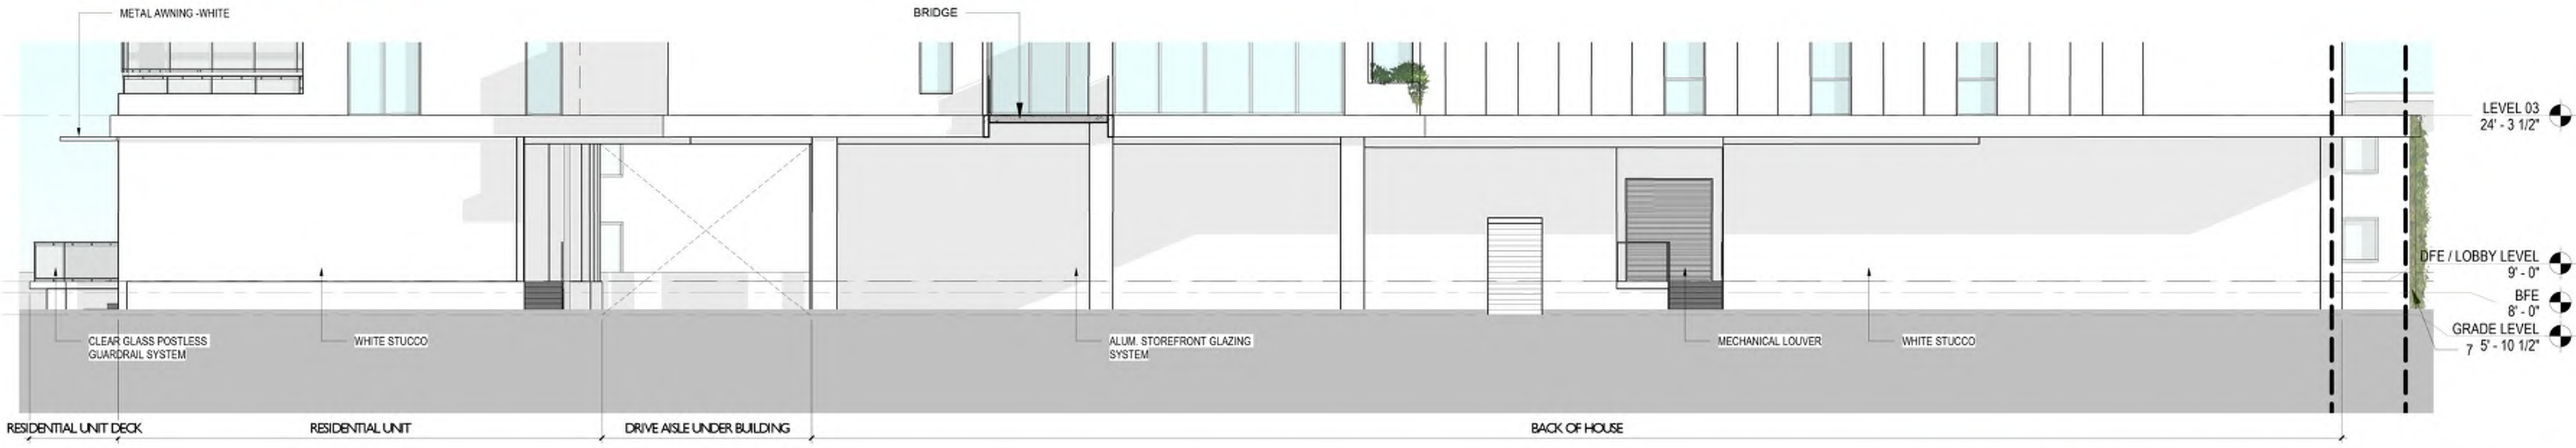 METAL AWNING -WHITE
BRIDGE
LEVEL 03
24' - 3 1/2"
DFE / LOBBY LEVEL
9' - 0"
BFE
8' - 0"
GRADE LEVEL
7 5' - 10 1/2"
CLEAR GLASS POSTLESS
GUARDRAIL SYSTEM
WHITE STUCCO
ALUM. STOREFRONT GLAZING
SYSTEM
MECHANICAL LOUVER
WHITE STUCCO
RESIDENTIAL UNIT DECK
RESIDENTIAL UNIT
DRIVE AISLE UNDER BUILDING
BACK OF HOUSE